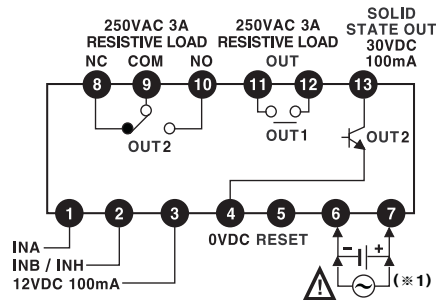 250VAC 3A
RESISTIVE LOAD
NC COM NO
250VAC 3A
RESISTIVE LOAD
OUT
SOLID
STATE OUT
30VDC
100mA
8 9 10 11 12 13
OUT2
OUT1
OUT2
1 2 3 4 5 6 7
0VDC RESET
INA
INB / INH
12VDC 100mA
- +
!
(※1)